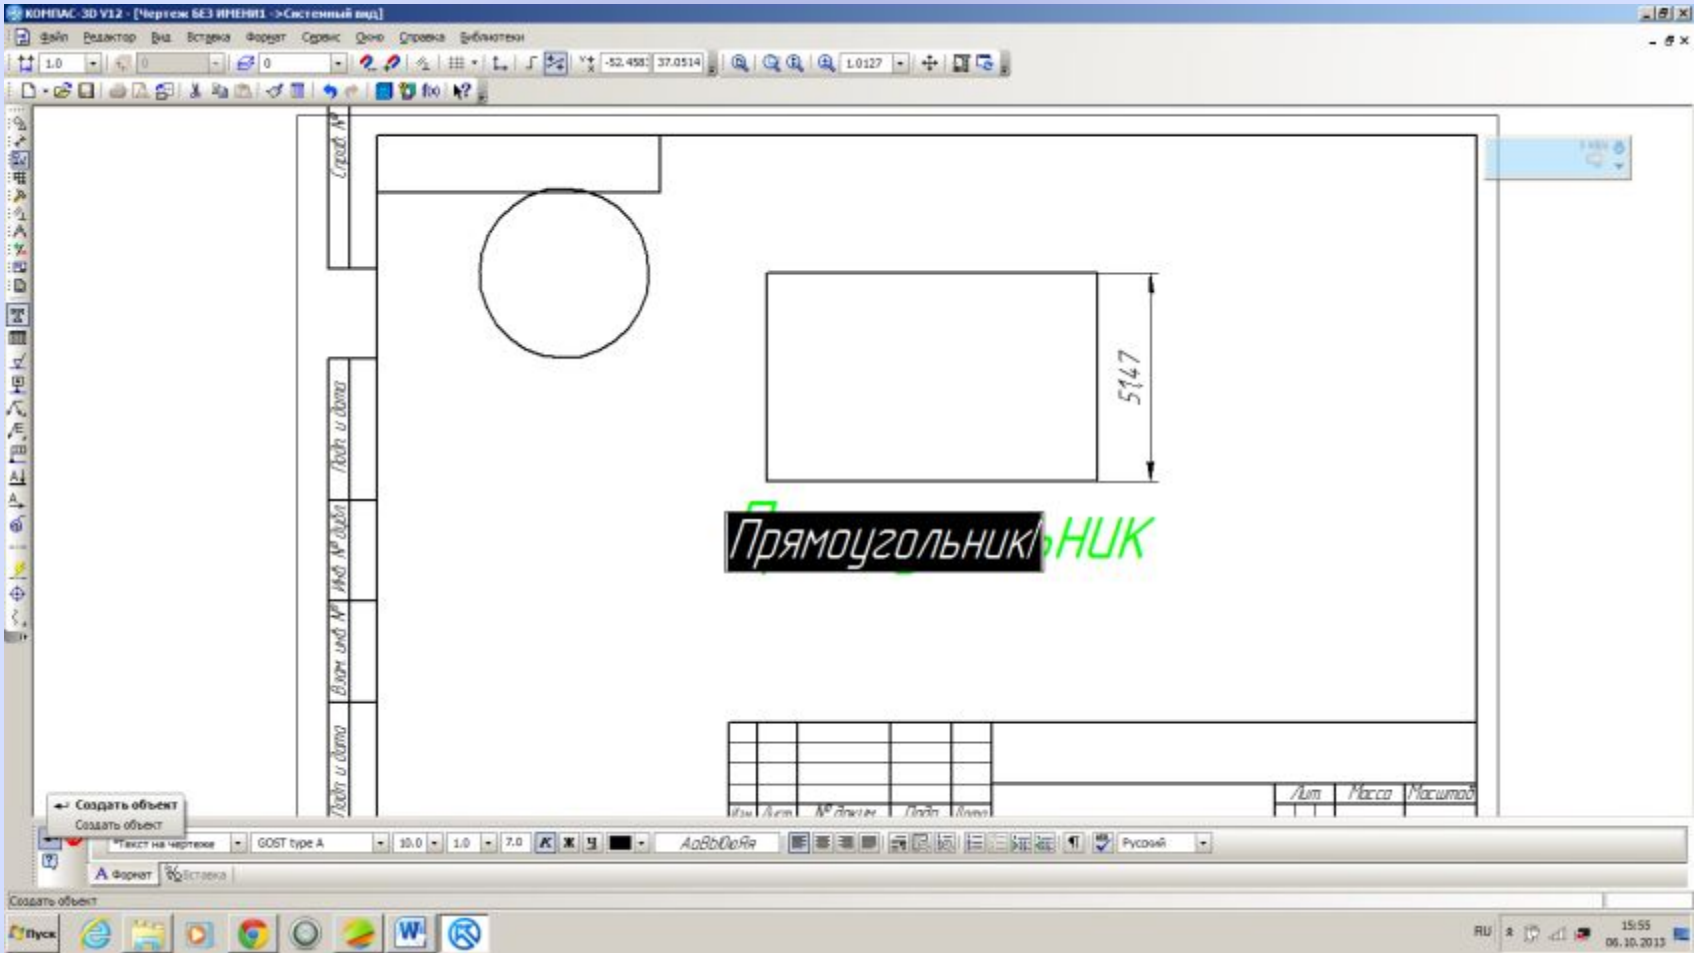 КОМПАС-3D V12 - [Чертеж БЕЗ ИМЕНИ1 ->Системный вид]
Файл Редактор Вид Вставка Формат Сервис Окно Справка Библиотеки
1.0 0 0 -52.458 37.0514 1.0127
Справ. №
5147
Прямоугольник
ьник
Подп. и дата
Инв. № дубл.
Взам. инв. №
Подп. и дата
Лит. Масса Масштаб
Изм. Лист № докум. Подп. Дата
Создать объект
Создать объект
*Текст на чертеже GOST type A 10.0 1.0 7.0 К Ж Ч АаВbDdЯя Русский
Формат Вставка
Создать объект
Пуск RU 15:55
06.10.2013